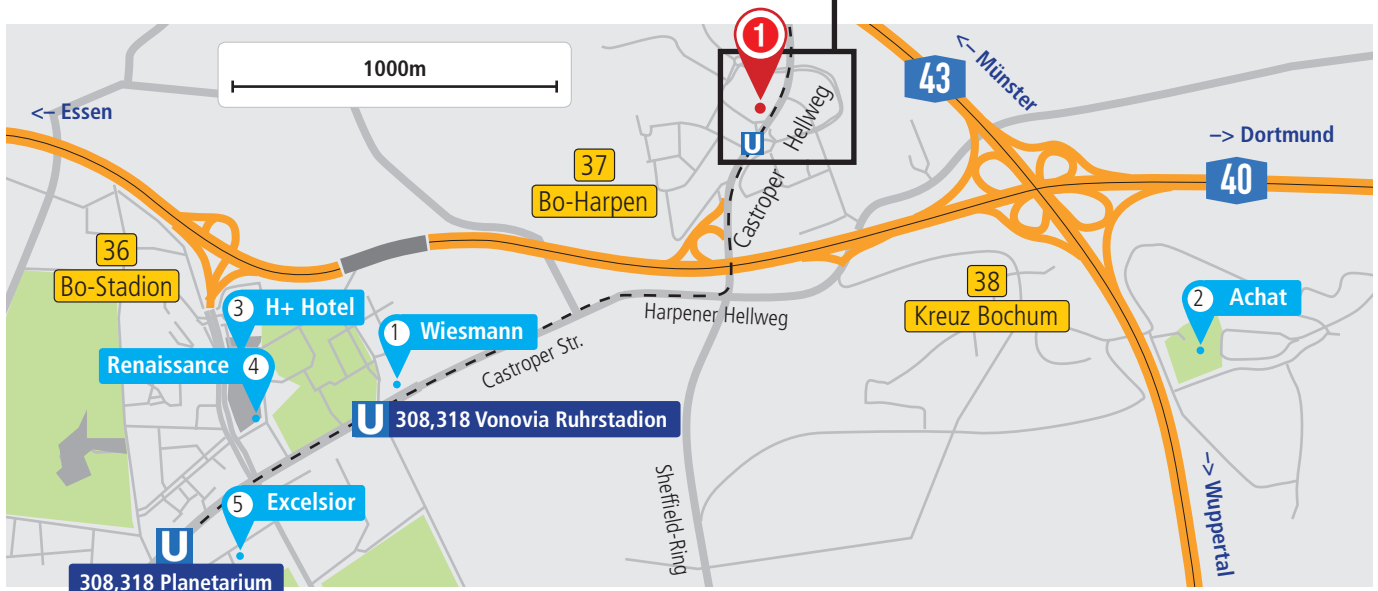 1
1000m
43
<– Münster
<– Essen
–> Dortmund
Hellweg
U
37
Bo-Harpen
40
Castroper
36
Bo-Stadion
38
Kreuz Bochum
2 Achat
3 H+ Hotel
Harpener Hellweg
1 Wiesmann
Castroper Str.
Renaissance 4
U 308,318 Vonovia Ruhrstadion
Sheffield-Ring
–> Wuppertal
5 Excelsior
U
308,318 Planetarium